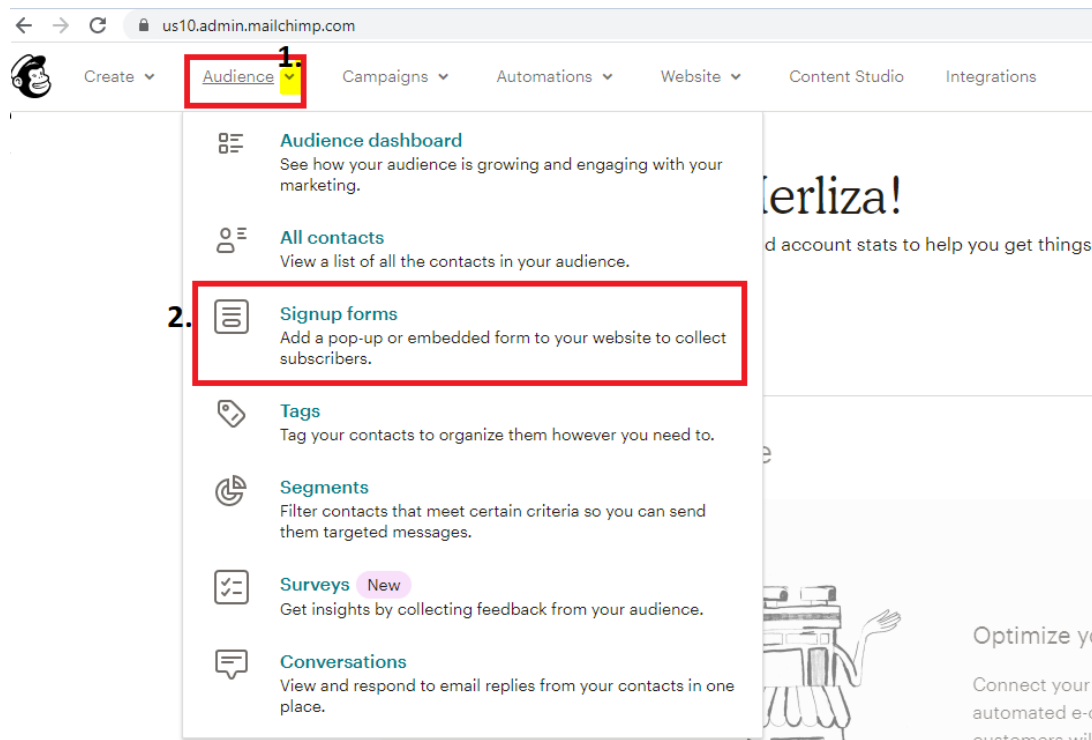 us10.admin.mailchimp.com
1.
Create Audience Campaigns Automations Website Content Studio Integrations
Audience dashboard
See how your audience is growing and engaging with your
marketing.
All contacts
View a list of all the contacts in your audience.
2.
Signup forms
Add a pop-up or embedded form to your website to collect
subscribers.
Tags
Tag your contacts to organize them however you need to.
Segments
Filter contacts that meet certain criteria so you can send
them targeted messages.
Surveys New
Get insights by collecting feedback from your audience.
Conversations
View and respond to email replies from your contacts in one
place.
erliza!
d account stats to help you get things
e
Optimize
Connect your
automated